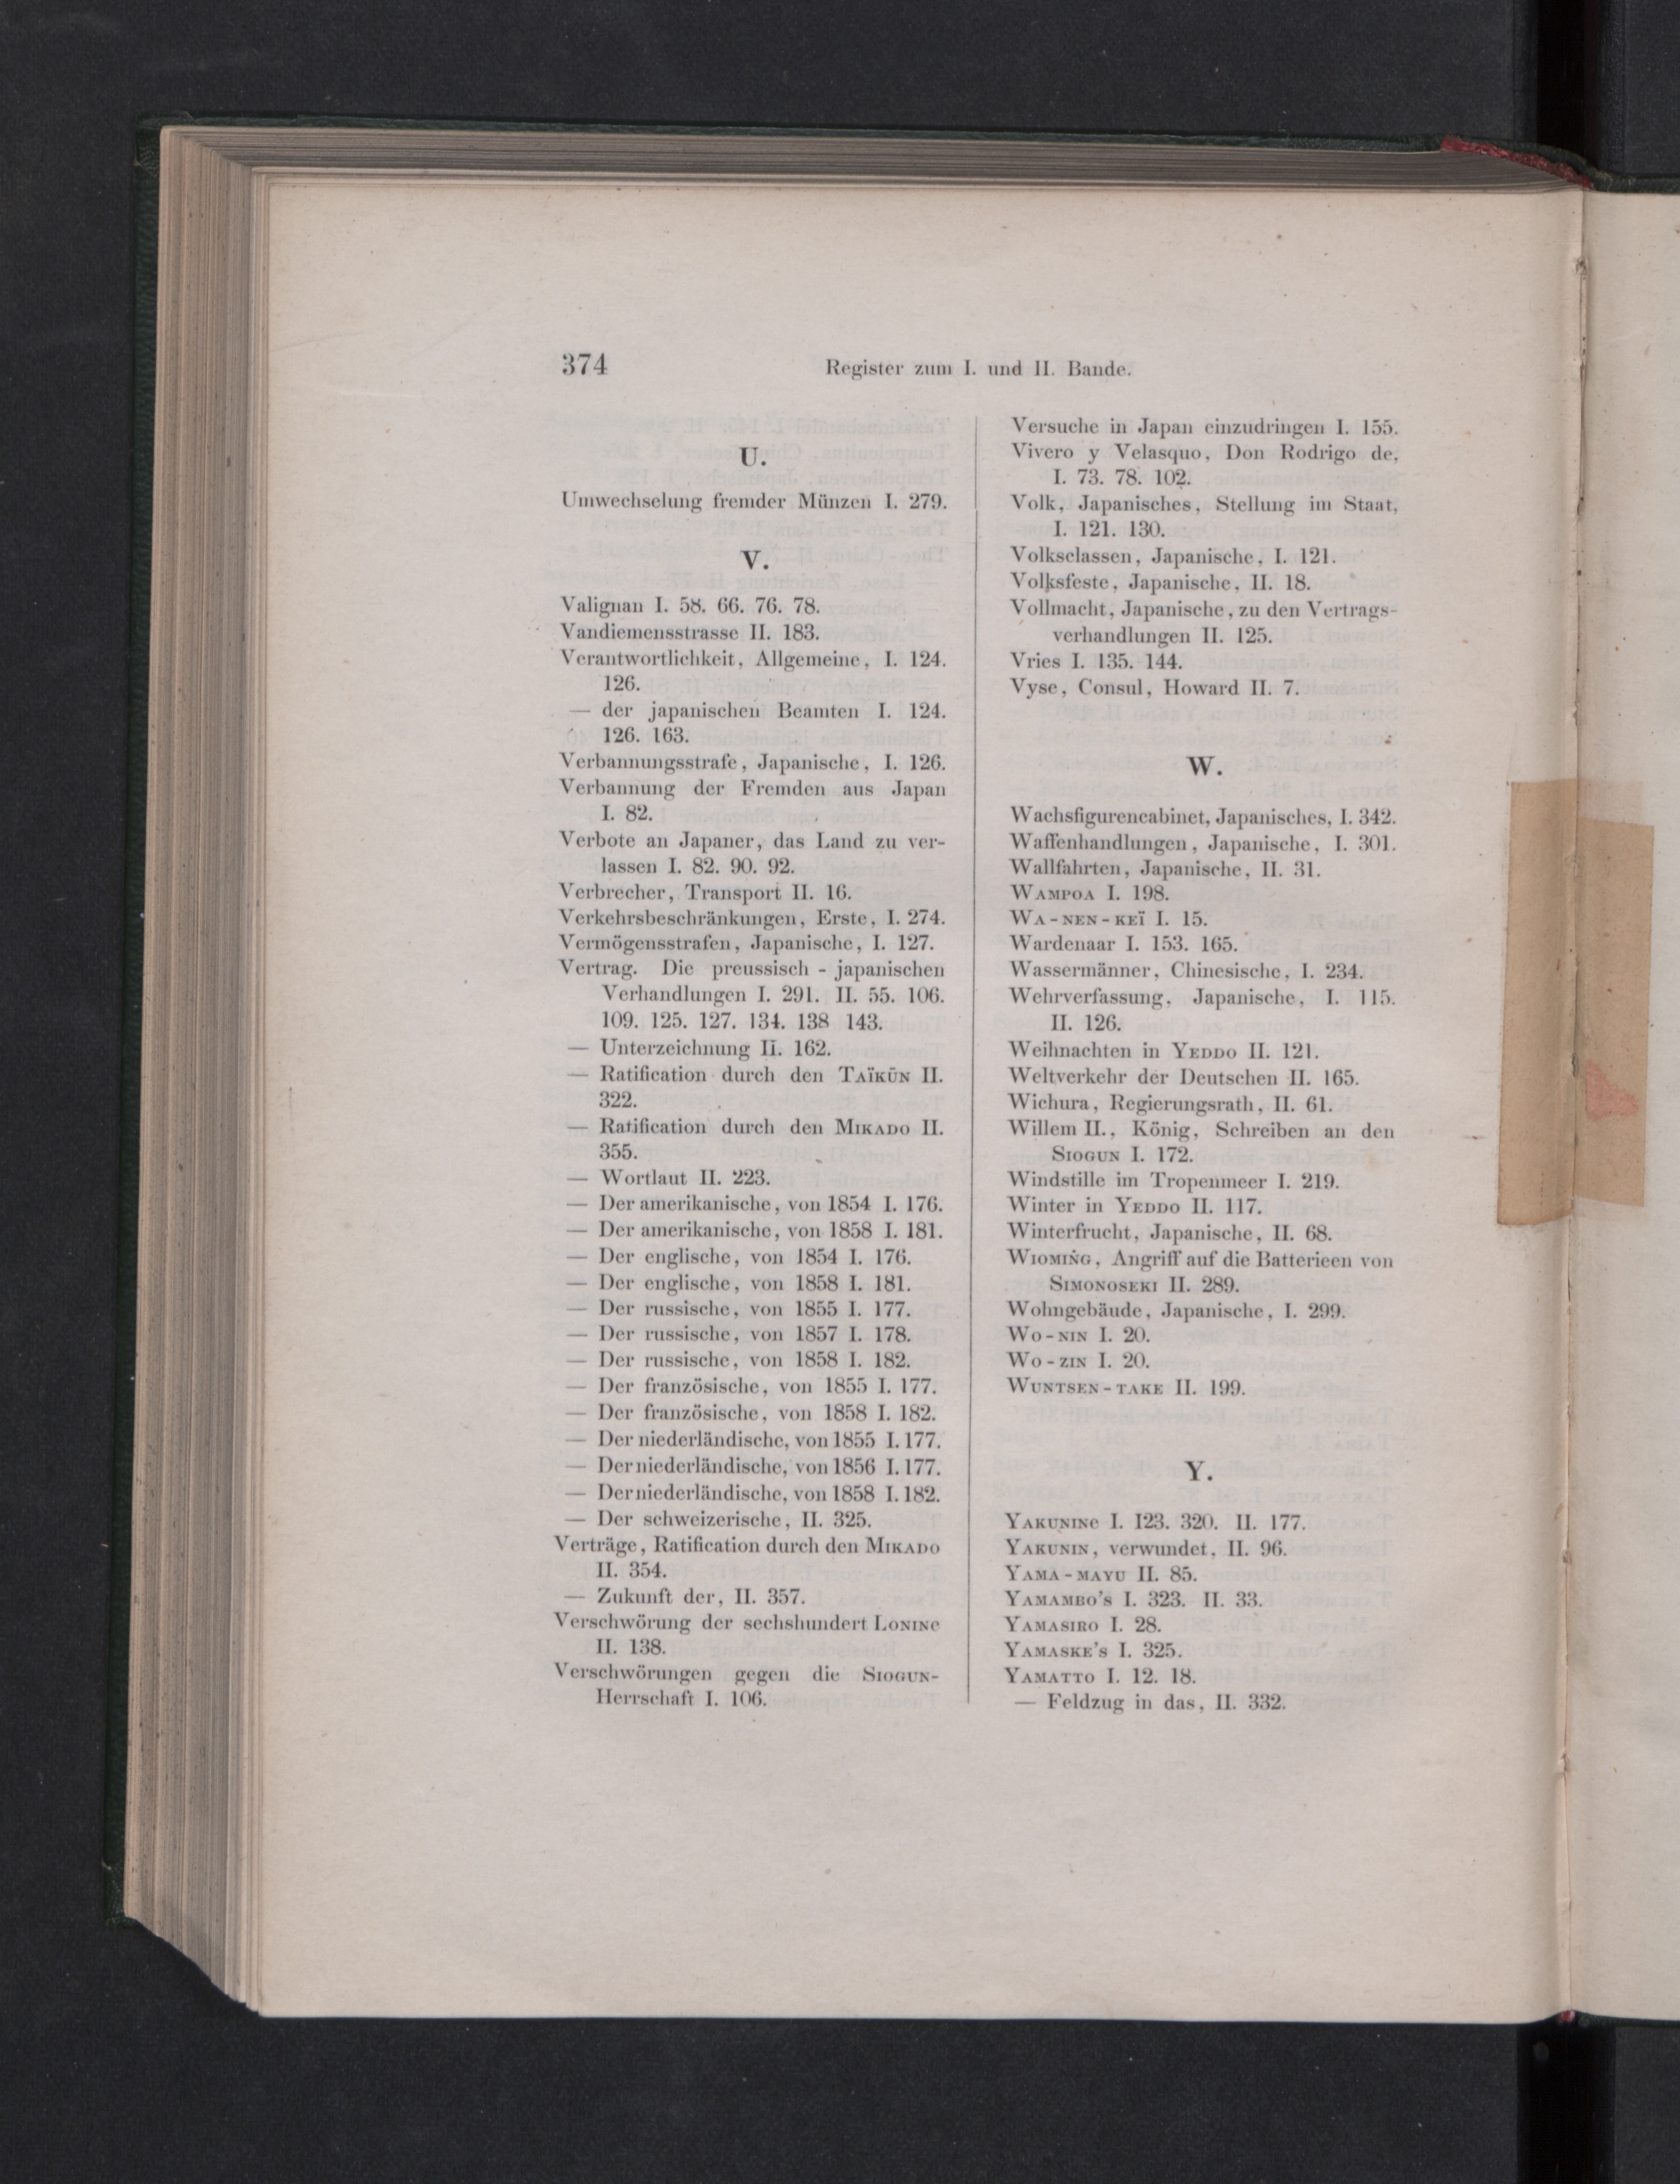 374
Register zum I. und II. Bande.
U.
Umwechselung fremder Münzen I. 279.
V.
Valignan I. 58. 66. 76. 78.
Vandiemensstrasse II. 183.
Verantwortlichkeit, Allgemeine, I. 124.
126.
— der japanischen Beamten I. 124.
126. 163.
Verbannungsstrafe, Japanische, I. 126.
Verbannung der Fremden aus Japan
I. 82.
Verbote an Japaner, das Land zu ver-
lassen I. 82. 90. 92.
Verbrecher, Transport II. 16.
Verkehrsbeschränkungen, Erste, I. 274.
Vermögensstrafen, Japanische, I. 127.
Vertrag. Die preussisch-japanischen
Verhandlungen I. 291. II. 55. 106.
109. 125. 127. 134. 138 143.
— Unterzeichnung II. 162.
— Ratification durch den TAÏKŪN II.
322.
— Ratification durch den MIKADO II.
355.
— Wortlaut II. 223.
— Der amerikanische, von 1854 I. 176.
— Der amerikanische, von 1858 I. 181.
— Der englische, von 1854 I. 176.
— Der englische, von 1858 I. 181.
— Der russische, von 1855 I. 177.
— Der russische, von 1857 I. 178.
— Der russische, von 1858 I. 182.
— Der französische, von 1855 I. 177.
— Der französische, von 1858 I. 182.
— Der niederländische, von 1855 I. 177.
— Der niederländische, von 1856 I. 177.
— Der niederländische, von 1858 I. 182.
— Der schweizerische, II. 325.
Verträge, Ratification durch den MIKADO
II. 354.
— Zukunft der, II. 357.
Verschwörung der sechshundert LONINE
II. 138.
Verschwörungen gegen die SIOGUN-
Herrschaft I. 106.
Versuche in Japan einzudringen I. 155.
Vivero y Velasquo, Don Rodrigo de,
I. 73. 78. 102.
Volk, Japanisches, Stellung im Staat,
I. 121. 130.
Volksclassen, Japanische, I. 121.
Volksfeste, Japanische, II. 18.
Vollmacht, Japanische, zu den Vertrags-
verhandlungen II. 125.
Vries I. 135. 144.
Vyse, Consul, Howard II. 7.
W.
Wachsfigurencabinet, Japanisches, I. 342.
Waffenhandlungen, Japanische, I. 301.
Wallfahrten, Japanische, II. 31.
WAMPOA I. 198.
WA-NEN-KEÏ I. 15.
Wardenaar I. 153. 165.
Wassermänner, Chinesische, I. 234.
Wehrverfassung, Japanische, I. 115.
II. 126.
Weihnachten in YEDDO II. 121.
Weltverkehr der Deutschen II. 165.
Wichura, Regierungsrath, II. 61.
Willem II., König, Schreiben an den
SIOGUN I. 172.
Windstille im Tropenmeer I. 219.
Winter in YEDDO II. 117.
Winterfrucht, Japanische, II. 68.
WIOMING, Angriff auf die Batterieen von
SIMONOSEKI II. 289.
Wohngebäude, Japanische, I. 299.
WO-NIN I. 20.
WO-ZIN I. 20.
WUNTSEN-TAKE II. 199.
Y.
YAKUNINE I. 123. 320. II. 177.
YAKUNIN, verwundet, II. 96.
YAMA-MAYU II. 85.
YAMAMBO'S I. 323. II. 33.
YAMASIRO I. 28.
YAMASKE'S I. 325.
YAMATTO I. 12. 18.
— Feldzug in das, II. 332.